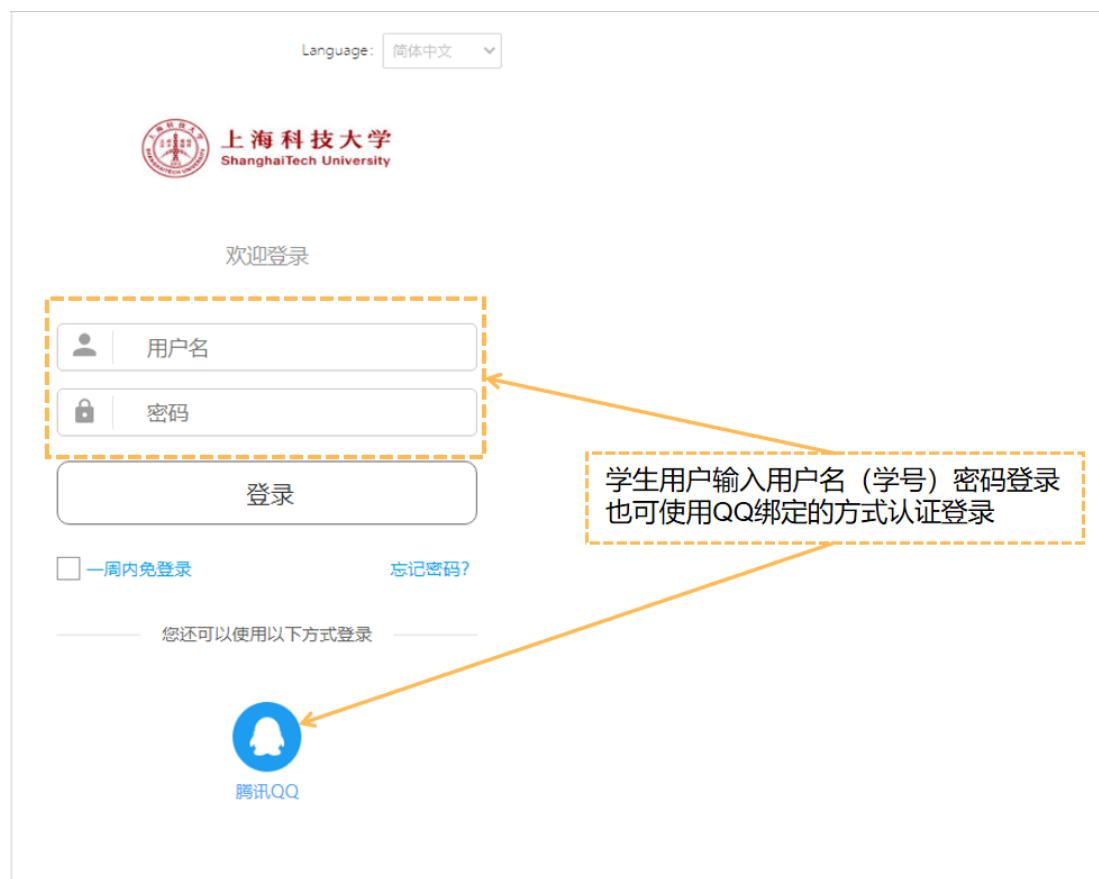 Language: 简体中文
上海科技大学
ShanghaiTech University
欢迎登录
用户名
密码
学生用户输入用户名（学号）密码登录
也可使用QQ绑定的方式认证登录
登录
一周内免登录 忘记密码?
您还可以使用以下方式登录
腾讯QQ